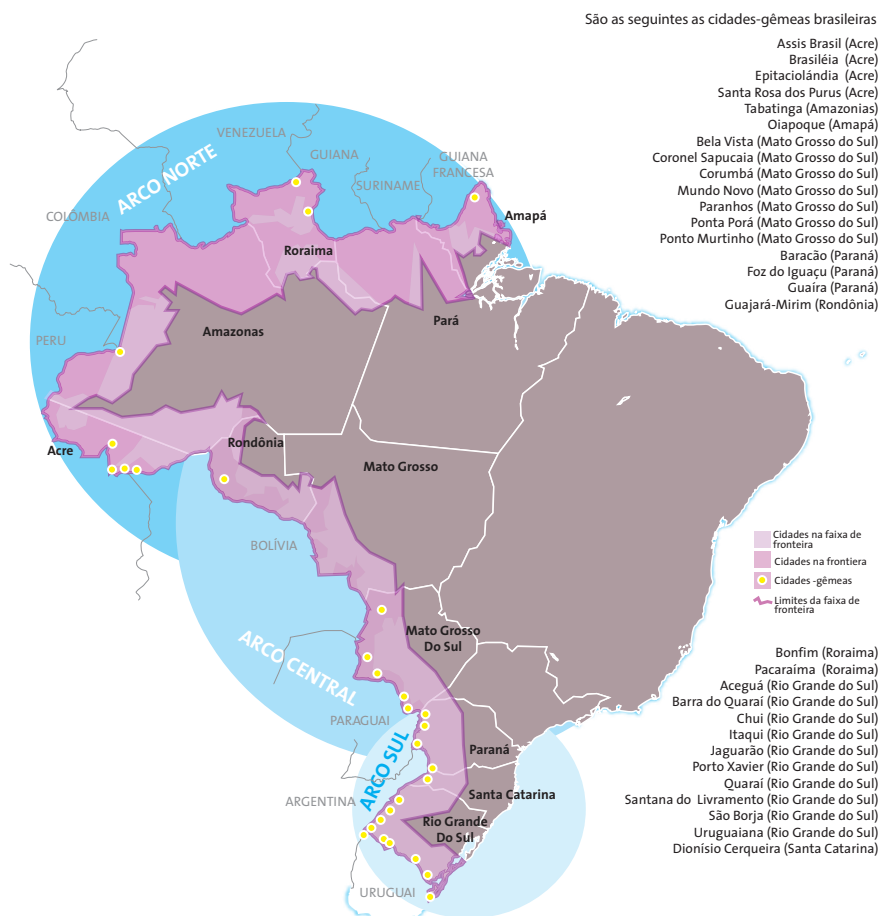 São as seguintes as cidades-gêmeas brasileiras
Assis Brasil (Acre)
Brasiléia (Acre)
Epitaciolândia (Acre)
Santa Rosa dos Purus (Acre)
Tabatinga (Amazonias)
Oiapoque (Amapá)
Bela Vista (Mato Grosso do Sul)
Coronel Sapucaia (Mato Grosso do Sul)
Corumbá (Mato Grosso do Sul)
Mundo Novo (Mato Grosso do Sul)
Paranhos (Mato Grosso do Sul)
Ponta Porá (Mato Grosso do Sul)
Ponto Murtinho (Mato Grosso do Sul)
Baracão (Paraná)
Foz do Iguaçu (Paraná)
Guaíra (Paraná)
Guajará-Mirim (Rondônia)
VENEZUELA
GUIANA
GUIANA
FRANCESA
SURINAME
ARCO NORTE
COLÔMBIA
Amapá
Roraima
Amazonas
Pará
PERU
Acre
Rondônia
Mato Grosso
BOLÍVIA
Cidades na faixa de
fronteira
Cidades na frontiera
Cidades -gêmeas
Limites da faixa de
fronteira
Mato Grosso
Do Sul
ARCO CENTRAL
PARAGUAI
ARCO SUL
Paraná
ARGENTINA
Santa Catarina
Rio Grande
Do Sul
URUGUAI
Bonfim (Roraima)
Pacaraíma (Roraima)
Aceguá (Rio Grande do Sul)
Barra do Quaraí (Rio Grande do Sul)
Chui (Rio Grande do Sul)
Itaqui (Rio Grande do Sul)
Jaguarão (Rio Grande do Sul)
Porto Xavier (Rio Grande do Sul)
Quaraí (Rio Grande do Sul)
Santana do Livramento (Rio Grande do Sul)
São Borja (Rio Grande do Sul)
Uruguaiana (Rio Grande do Sul)
Dionísio Cerqueira (Santa Catarina)